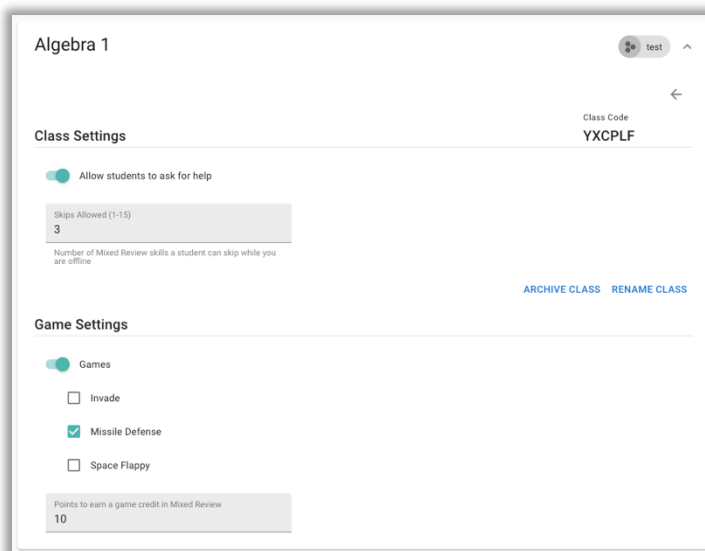 Algebra 1
test
Class Code
Class Settings
YXCPLF
Allow students to ask for help
Skips Allowed (1-15)
3
Number of Mixed Review skills a student can skip while you
are offline
ARCHIVE CLASS RENAME CLASS
Game Settings
Games
Invade
Missile Defense
Space Flappy
Points to earn a game credit in Mixed Review
10